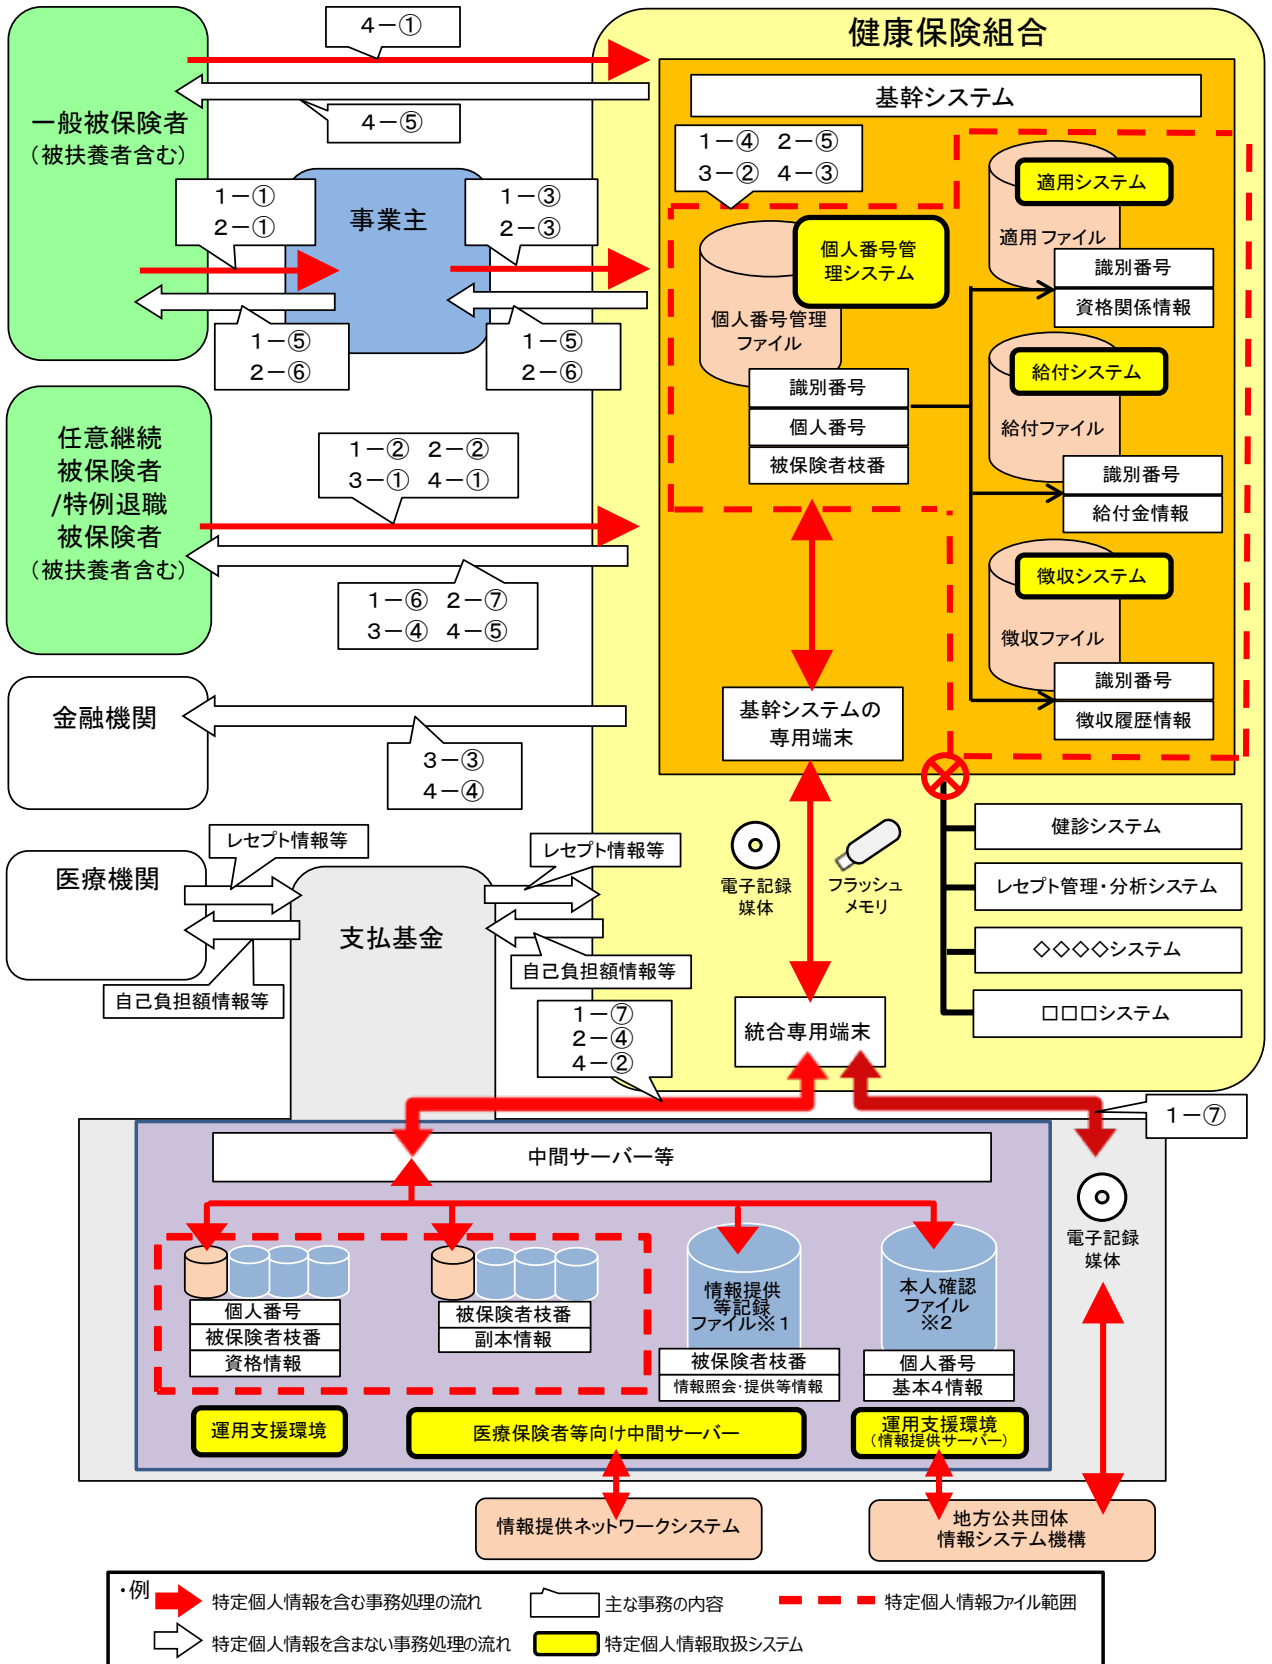 4－①
健康保険組合
基幹システム
一般被保険者
（被扶養者含む）
4－⑤
1－④ 2－⑤
3－② 4－③
適用システム
適用ファイル
識別番号
資格関係情報
1－①
2－①
事業主
1－③
2－③
個人番号管
理システム
個人番号管理
ファイル
1－⑤
2－⑥
1－⑤
2－⑥
給付システム
給付ファイル
識別番号
給付金情報
識別番号
個人番号
被保険者枝番
任意継続
被保険者
/特例退職
被保険者
（被扶養者含む）
1－② 2－②
3－① 4－①
1－⑥ 2－⑦
3－④ 4－⑤
徴収システム
徴収ファイル
識別番号
徴収履歴情報
金融機関
3－③
4－④
基幹システムの
専用端末
健診システム
レセプト管理・分析システム
◇◇◇◇システム
□□□システム
電子記録
媒体
フラッシュ
メモリ
医療機関
レセプト情報等
レセプト情報等
支払基金
自己負担額情報等
自己負担額情報等
1－⑦
2－④
4－②
統合専用端末
1－⑦
中間サーバー等
電子記録
媒体
個人番号
被保険者枝番
資格情報
被保険者枝番
副本情報
情報提供
等記録
ファイル※1
被保険者枝番
情報照会・提供等情報
本人確認
ファイル
※2
個人番号
基本4情報
運用支援環境
医療保険者等向け中間サーバー
運用支援環境
（情報提供サーバー）
情報提供ネットワークシステム
地方公共団体
情報システム機構
・例
特定個人情報を含む事務処理の流れ
主な事務の内容
特定個人情報ファイル範囲
特定個人情報を含まない事務処理の流れ
特定個人情報取扱システム